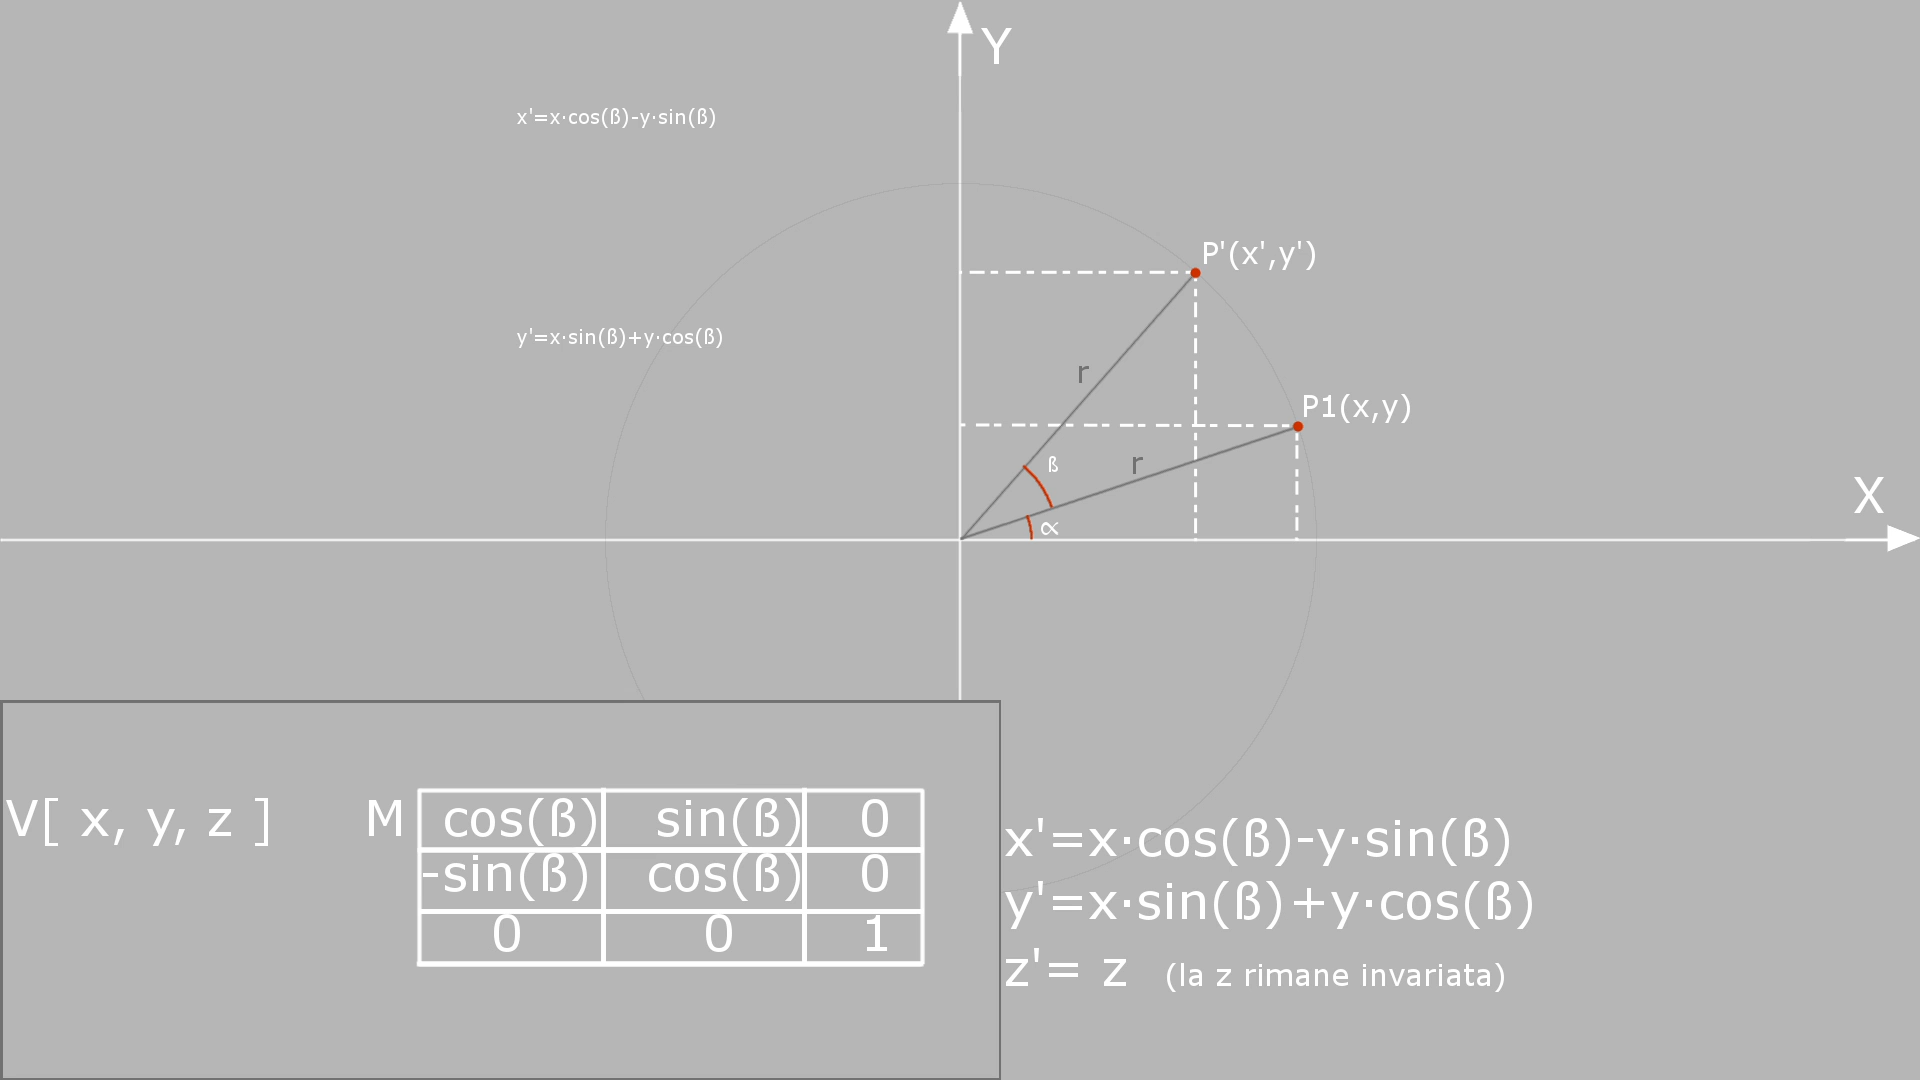 Y
x'=x·cos(ß)-y·sin(ß)
P'(x',y')
y'=x·sin(ß)+y·cos(ß)
r
P1(x,y)
ß
r
X
∝
V[ x, y, z ] M cos(ß) sin(ß) 0
-sin(ß) cos(ß) 0
0 0 1
x'=x·cos(ß)-y·sin(ß)
y'=x·sin(ß)+y·cos(ß)
z'= z (la z rimane invariata)